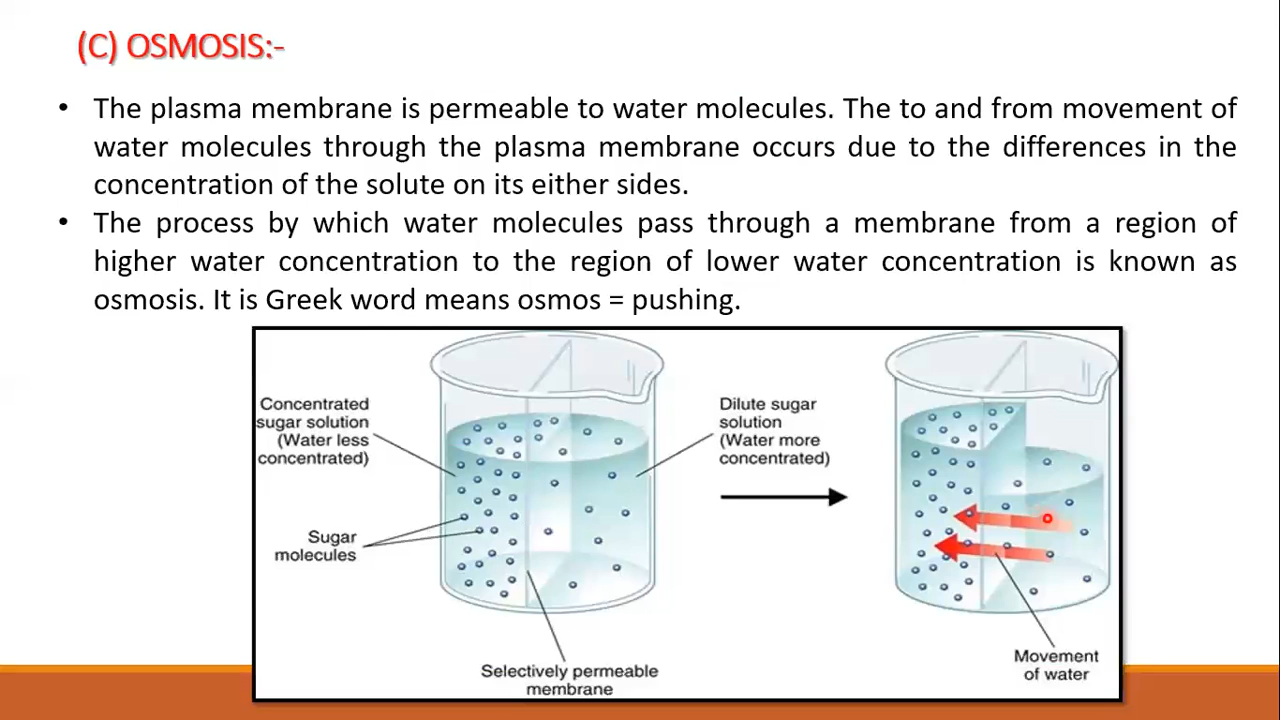 (C) OSMOSIS:-
• The plasma membrane is permeable to water molecules. The to and from movement of
water molecules through the plasma membrane occurs due to the differences in the
concentration of the solute on its either sides.
• The process by which water molecules pass through a membrane from a region of
higher water concentration to the region of lower water concentration is known as
osmosis. It is Greek word means osmos = pushing.
Concentrated
sugar solution
(Water less
concentrated)
Sugar
molecules
Selectively permeable
membrane
Dilute sugar
solution
(Water more
concentrated)
Movement
of water